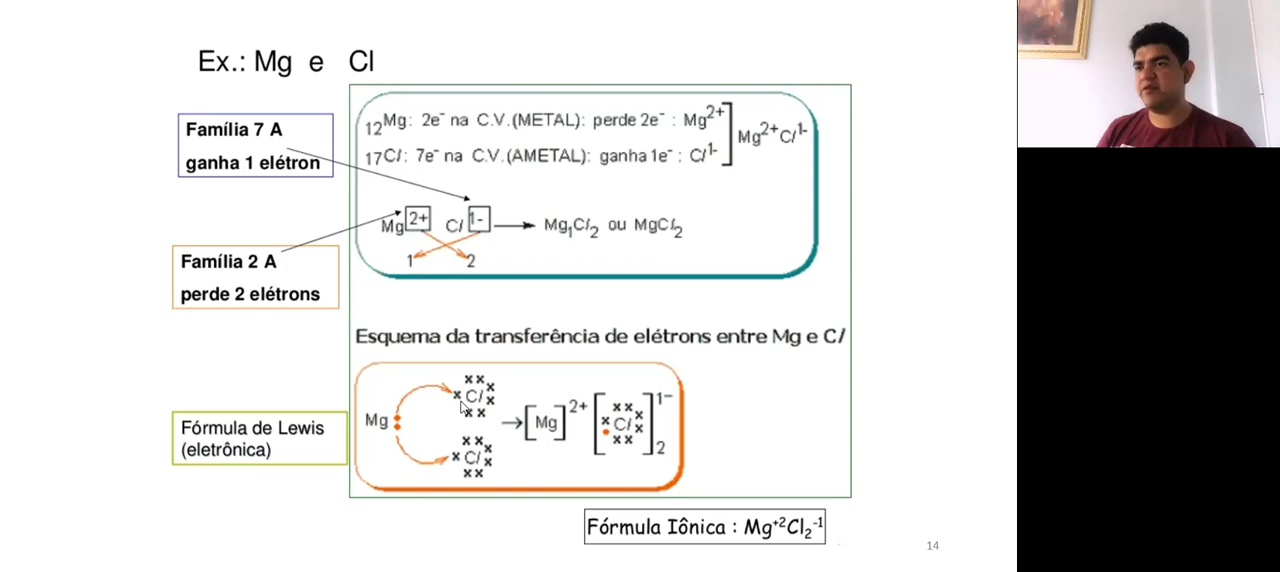 Ex.: Mg e Cl
Família 7 A
ganha 1 elétron
₁₂Mg: 2e⁻ na C.V.(METAL): perde 2e⁻ : Mg²⁺
₁₇Cl: 7e⁻ na C.V.(AMETAL): ganha 1e⁻ : Cl¹⁻
Mg²⁺Cl¹⁻
Mg 2+ Cl 1- → Mg₁Cl₂ ou MgCl₂
1 2
Família 2 A
perde 2 elétrons
Esquema da transferência de elétrons entre Mg e Cl
Fórmula de Lewis
(eletrônica)
Mg
Cl
Cl
→ [Mg]²⁺ [Cl]¹⁻₂
Fórmula Iônica : Mg⁺²Cl₂⁻¹
14